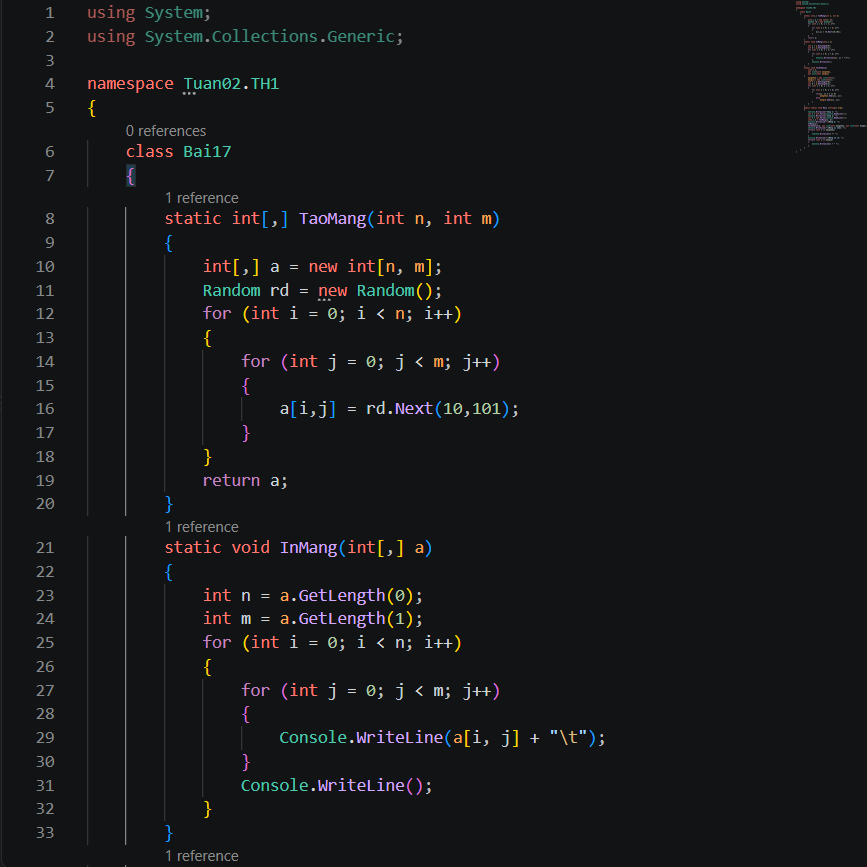 1 using System;
2 using System.Collections.Generic;
3
4 namespace Tuan02.TH1
5 {
0 references
6 class Bai17
7 {
1 reference
8 static int[,] TaoMang(int n, int m)
9 {
10 int[,] a = new int[n, m];
11 Random rd = new Random();
12 for (int i = 0; i < n; i++)
13 {
14 for (int j = 0; j < m; j++)
15 {
16 a[i,j] = rd.Next(10,101);
17 }
18 }
19 return a;
20 }
1 reference
21 static void InMang(int[,] a)
22 {
23 int n = a.GetLength(0);
24 int m = a.GetLength(1);
25 for (int i = 0; i < n; i++)
26 {
27 for (int j = 0; j < m; j++)
28 {
29 Console.WriteLine(a[i, j] + "\t");
30 }
31 Console.WriteLine();
32 }
33 }
1 reference